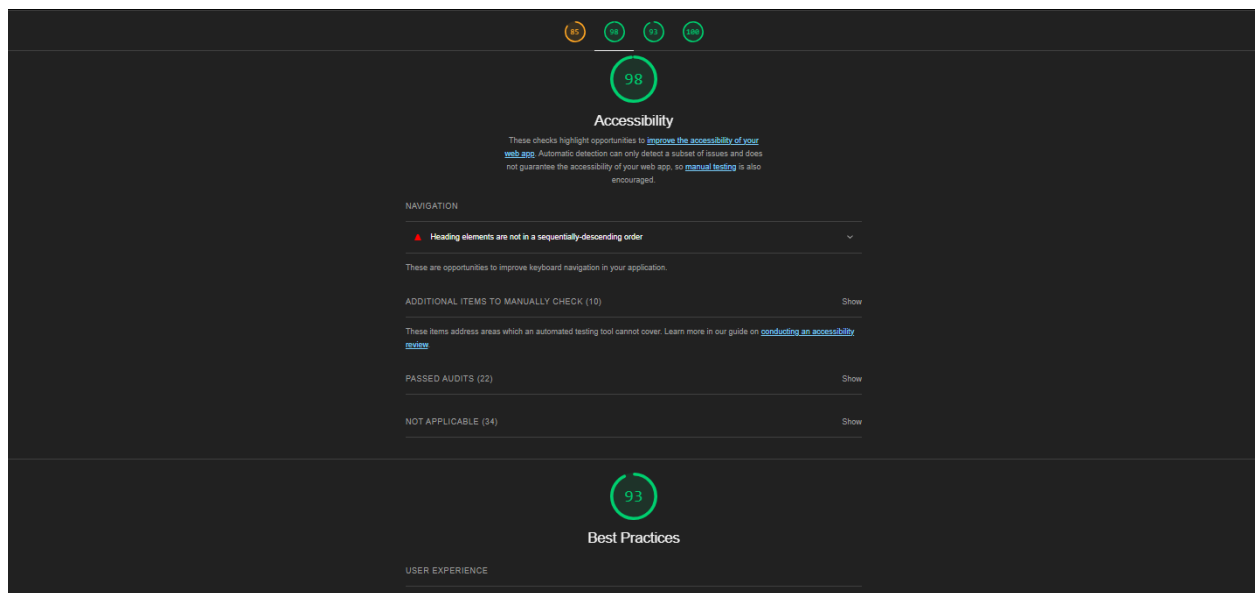 85 98 93 100
98
Accessibility
These checks highlight opportunities to improve the accessibility of your
web app. Automatic detection can only detect a subset of issues and does
not guarantee the accessibility of your web app, so manual testing is also
encouraged.
NAVIGATION
Heading elements are not in a sequentially-descending order
These are opportunities to improve keyboard navigation in your application.
ADDITIONAL ITEMS TO MANUALLY CHECK (10) Show
These items address areas which an automated testing tool cannot cover. Learn more in our guide on conducting an accessibility
review.
PASSED AUDITS (22) Show
NOT APPLICABLE (34) Show
93
Best Practices
USER EXPERIENCE